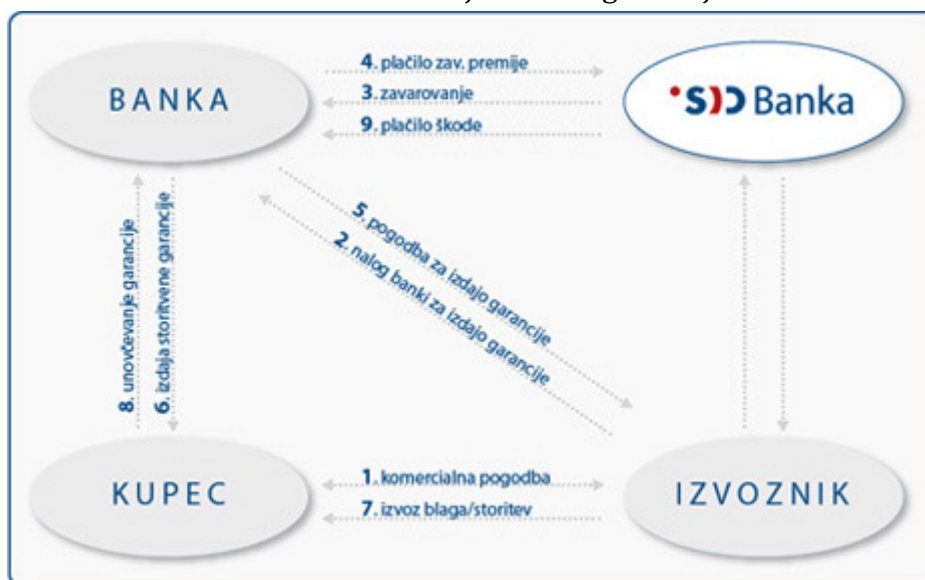 BANKA
4. plačilo zav. premije
3. zavarovanje
9. plačilo škode
SID Banka
5. pogodba za izdajo garancije
2. nalog banki za izdajo garancije
8. unovčevanje garancije
6. izdaja storitvene garancije
KUPEC
1. komercialna pogodba
7. izvoz blaga/storitev
IZVOZNIK